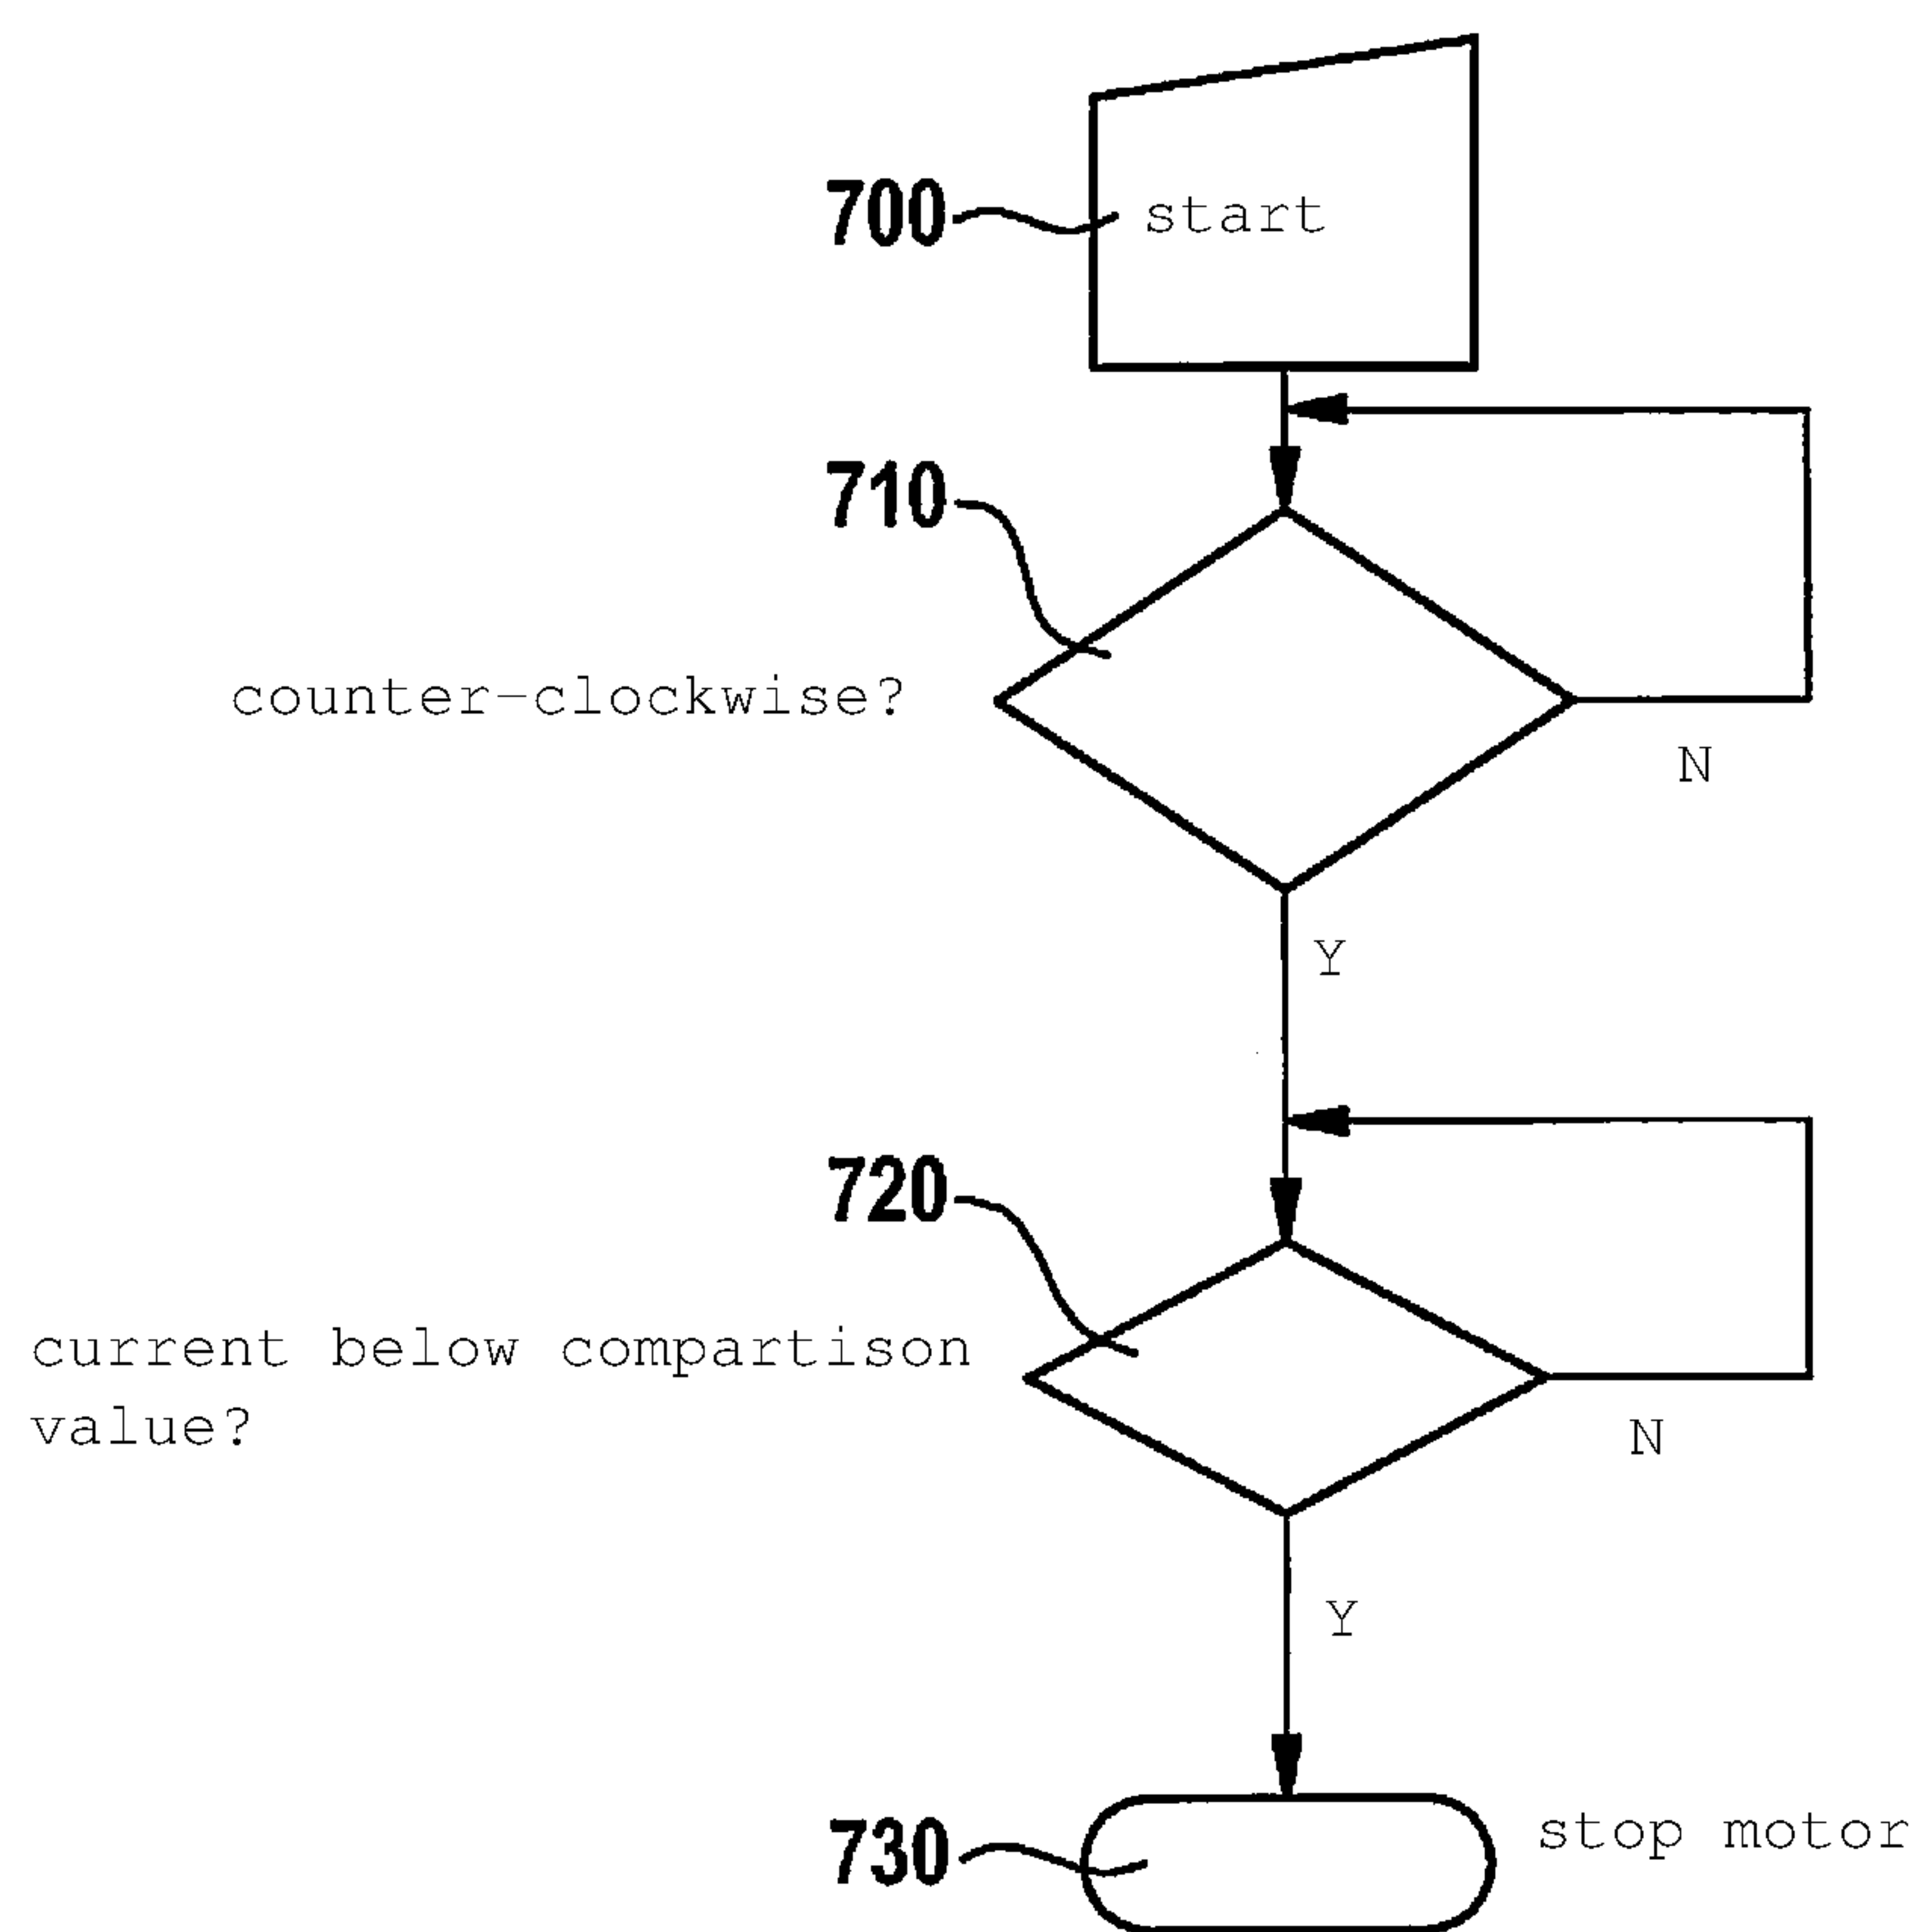 700
start
710
counter-clockwise?
N
Y
720
current below compartison
value?
N
Y
730
stop motor